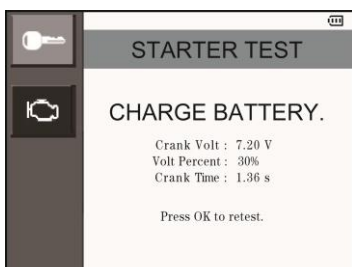 STARTER TEST
CHARGE BATTERY.
Crank Volt : 7.20 V
Volt Percent : 30%
Crank Time : 1.36 s
Press OK to retest.